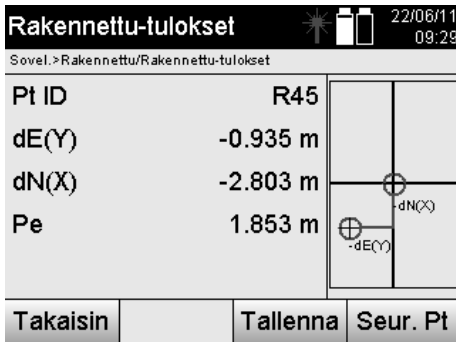 Rakennettu-tulokset
22/06/11
09:29
Sovel.>Rakennettu/Rakennettu-tulokset
Pt ID R45
dE(Y) -0.935 m
dN(X) -2.803 m
Pe 1.853 m
-dN(X)
-dE(Y)
Takaisin Tallenna Seur. Pt